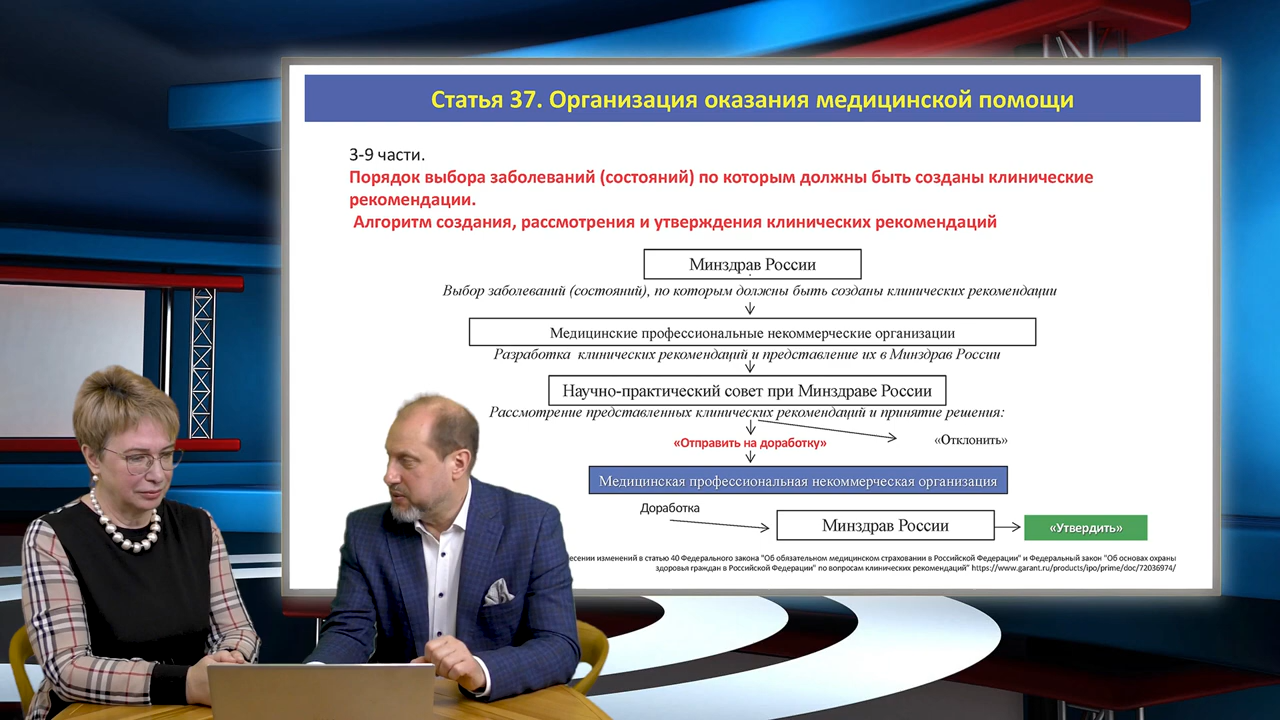 Статья 37. Организация оказания медицинской помощи
3-9 части.
Порядок выбора заболеваний (состояний) по которым должны быть созданы клинические
рекомендации.
Алгоритм создания, рассмотрения и утверждения клинических рекомендаций
Минздрав России
Выбор заболеваний (состояний), по которым должны быть созданы клинических рекомендации
Медицинские профессиональные некоммерческие организации
Разработка клинических рекомендаций и представление их в Минздрав России
Научно-практический совет при Минздраве России
Рассмотрение представленных клинических рекомендаций и принятие решения:
«Отправить на доработку»
«Отклонить»
Медицинская профессиональная некоммерческая организация
Доработка
Минздрав России
«Утвердить»
есении изменений в статью 40 Федерального закона "Об обязательном медицинском страховании в Российской Федерации" и Федеральный закон "Об основах охраны
здоровья граждан в Российской Федерации" по вопросам клинических рекомендаций" https://www.garant.ru/products/ipo/prime/doc/72036974/